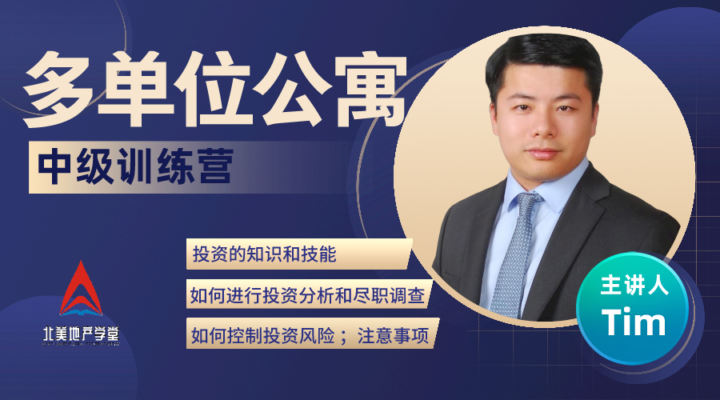 多单位公寓
中级训练营
投资的知识和技能
如何进行投资分析和尽职调查
如何控制投资风险；注意事项
北美地产学堂
主讲人
Tim